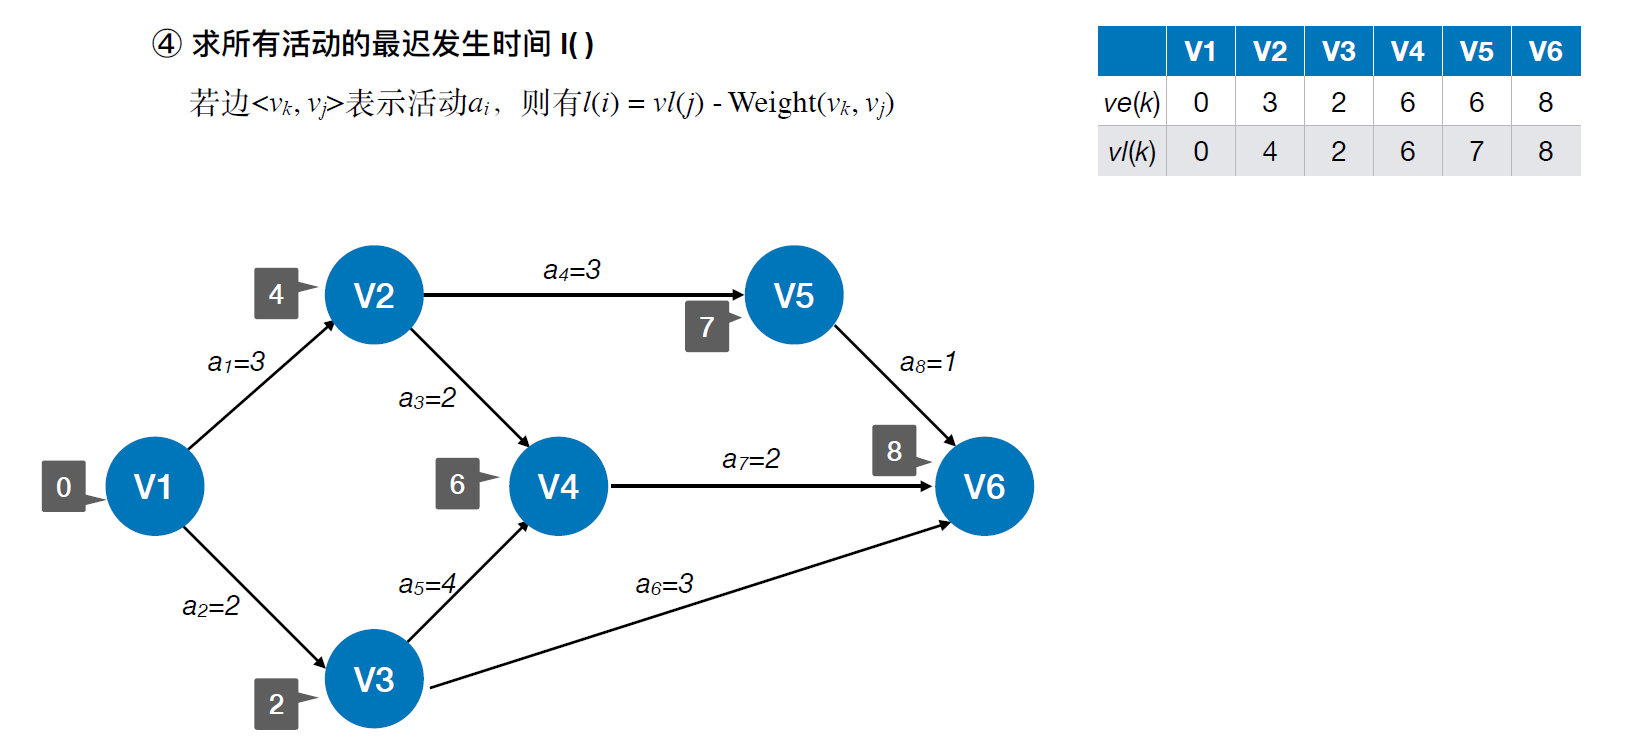 ④ 求所有活动的最迟发生时间 l( )
若边<vk, vj>表示活动ai，则有l(i) = vl(j) - Weight(vk, vj)
V1 V2 V3 V4 V5 V6
ve(k) 0 3 2 6 6 8
vl(k) 0 4 2 6 7 8
a4=3
4
V2
V5
7
a1=3
a8=1
a3=2
8
a7=2
0
V1
6
V4
V6
a5=4
a6=3
a2=2
V3
2